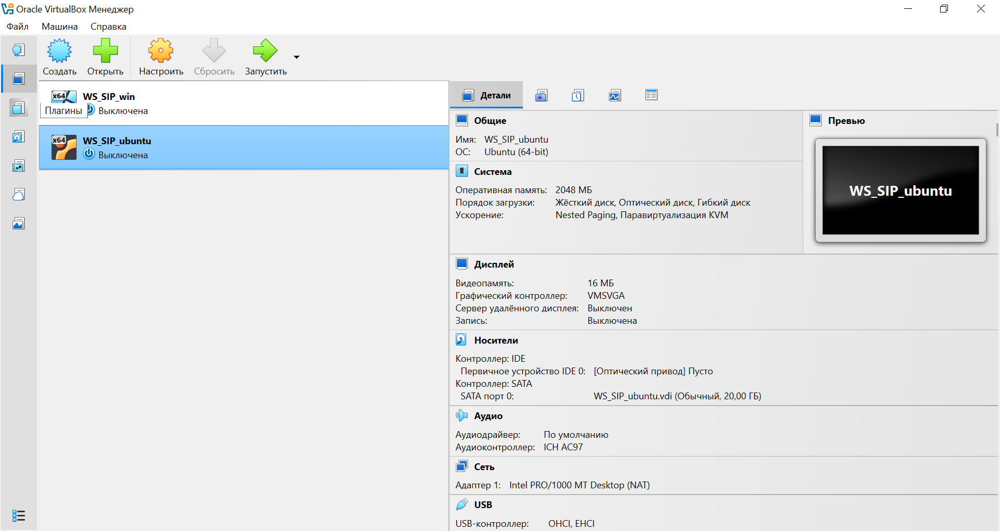 Oracle VirtualBox Менеджер
Файл Машина Справка
Создать Открыть Настроить Сбросить Запустить
x64 WS_SIP_win
Плагины Выключена
x64 WS_SIP_ubuntu
Выключена
Детали
Общие
Имя: WS_SIP_ubuntu
ОС: Ubuntu (64-bit)
Превью
WS_SIP_ubuntu
Система
Оперативная память: 2048 МБ
Порядок загрузки: Жёсткий диск, Оптический диск, Гибкий диск
Ускорение: Nested Paging, Паравиртуализация KVM
Дисплей
Видеопамять: 16 МБ
Графический контроллер: VMSVGA
Сервер удалённого дисплея: Выключен
Запись: Выключена
Носители
Контроллер: IDE
Первичное устройство IDE 0: [Оптический привод] Пусто
Контроллер: SATA
SATA порт 0: WS_SIP_ubuntu.vdi (Обычный, 20,00 ГБ)
Аудио
Аудиодрайвер: По умолчанию
Аудиоконтроллер: ICH AC97
Сеть
Адаптер 1: Intel PRO/1000 MT Desktop (NAT)
USB
USB-контроллер: OHCI, EHCI